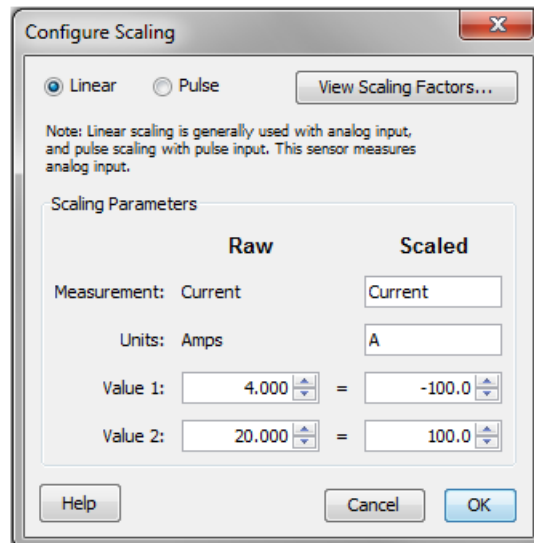 Configure Scaling
Linear Pulse View Scaling Factors...
Note: Linear scaling is generally used with analog input,
and pulse scaling with pulse input. This sensor measures
analog input.
Scaling Parameters
Raw Scaled
Measurement: Current Current
Units: Amps A
Value 1: 4.000 = -100.0
Value 2: 20.000 = 100.0
Help Cancel OK